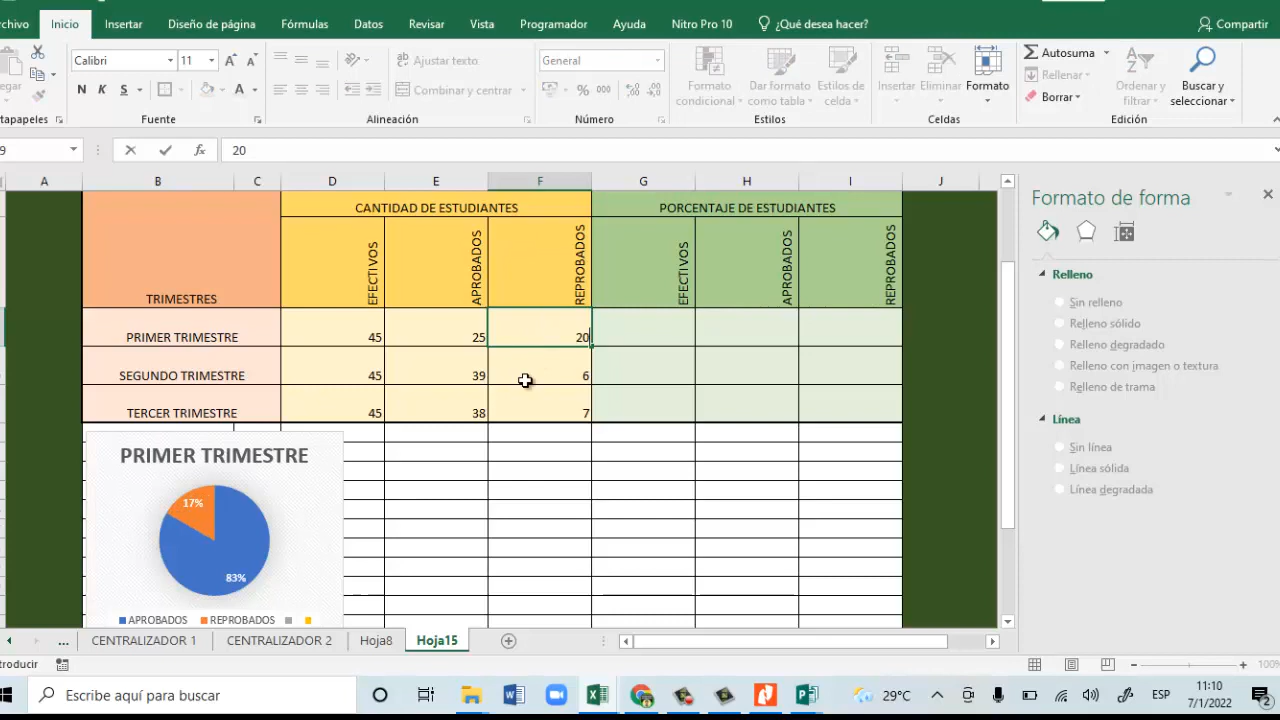 rchivo Inicio Insertar Diseño de página Fórmulas Datos Revisar Vista Programador Ayuda Nitro Pro 10 ¿Qué desea hacer? Compartir
Calibri 11 Ajustar texto General Autosuma
Rellenar
N K S Combinar y centrar % 000 Borrar
egar Formato condicional Dar formato como tabla Estilos de celda Insertar Eliminar Formato Ordenar y filtrar Buscar y seleccionar
tapapeles Fuente Alineación Número Estilos Celdas Edición
9 fx 20
A B C D E F G H I J
Formato de forma
CANTIDAD DE ESTUDIANTES PORCENTAJE DE ESTUDIANTES
TRIMESTRES EFECTIVOS APROBADOS REPROBADOS EFECTIVOS APROBADOS REPROBADOS
PRIMER TRIMESTRE 45 25 20
SEGUNDO TRIMESTRE 45 39 6
TERCER TRIMESTRE 45 38 7
PRIMER TRIMESTRE
17%
83%
APROBADOS REPROBADOS
Relleno
Sin relleno
Relleno sólido
Relleno degradado
Relleno con imagen o textura
Relleno de trama
Línea
Sin línea
Línea sólida
Línea degradada
... CENTRALIZADOR 1 CENTRALIZADOR 2 Hoja8 Hoja15
troducir 100%
Escribe aquí para buscar 29°C ESP 11:10
7/1/2022 2